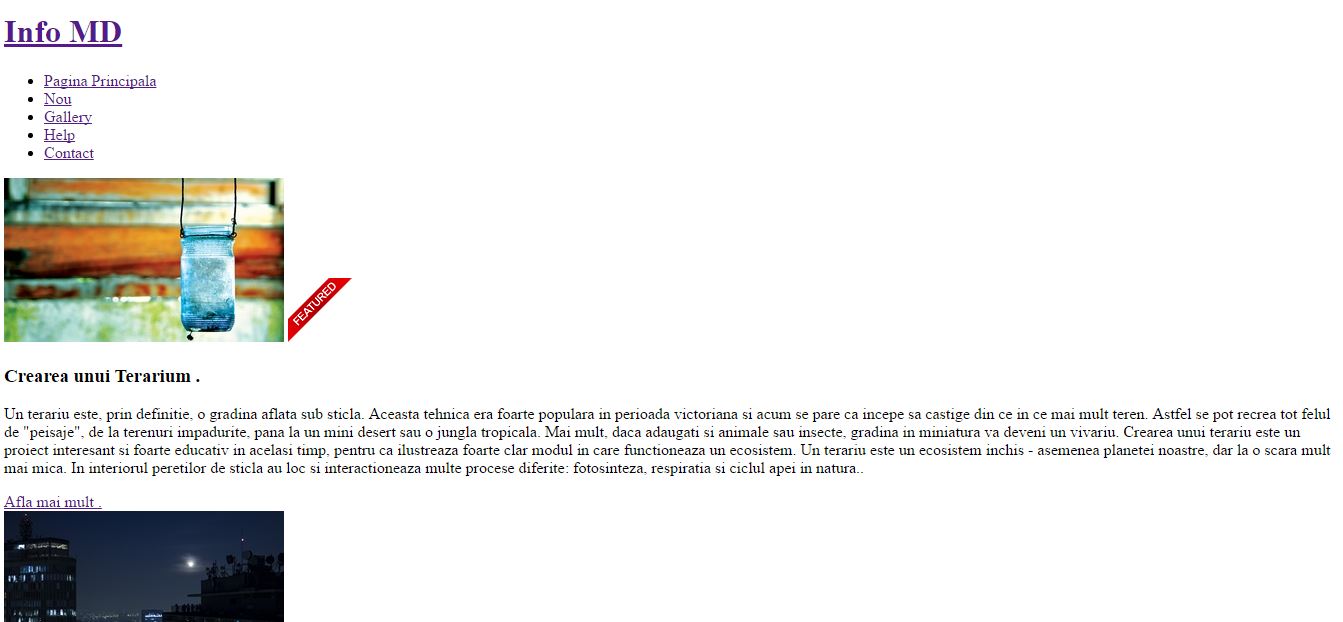 Info MD
Pagina Principala
Nou
Gallery
Help
Contact
FEATURED
Crearea unui Terarium .
Un terariu este, prin definitie, o gradina aflata sub sticla. Aceasta tehnica era foarte populara in perioada victoriana si acum se pare ca incepe sa castige din ce in ce mai mult teren. Astfel se pot recrea tot felul
de "peisaje", de la terenuri impadurite, pana la un mini desert sau o jungla tropicala. Mai mult, daca adaugati si animale sau insecte, gradina in miniatura va deveni un vivariu. Crearea unui terariu este un
proiect interesant si foarte educativ in acelasi timp, pentru ca ilustreaza foarte clar modul in care functioneaza un ecosistem. Un terariu este un ecosistem inchis - asemenea planetei noastre, dar la o scara mult
mai mica. In interiorul peretilor de sticla au loc si interactioneaza multe procese diferite: fotosinteza, respiratia si ciclul apei in natura..
Afla mai mult .